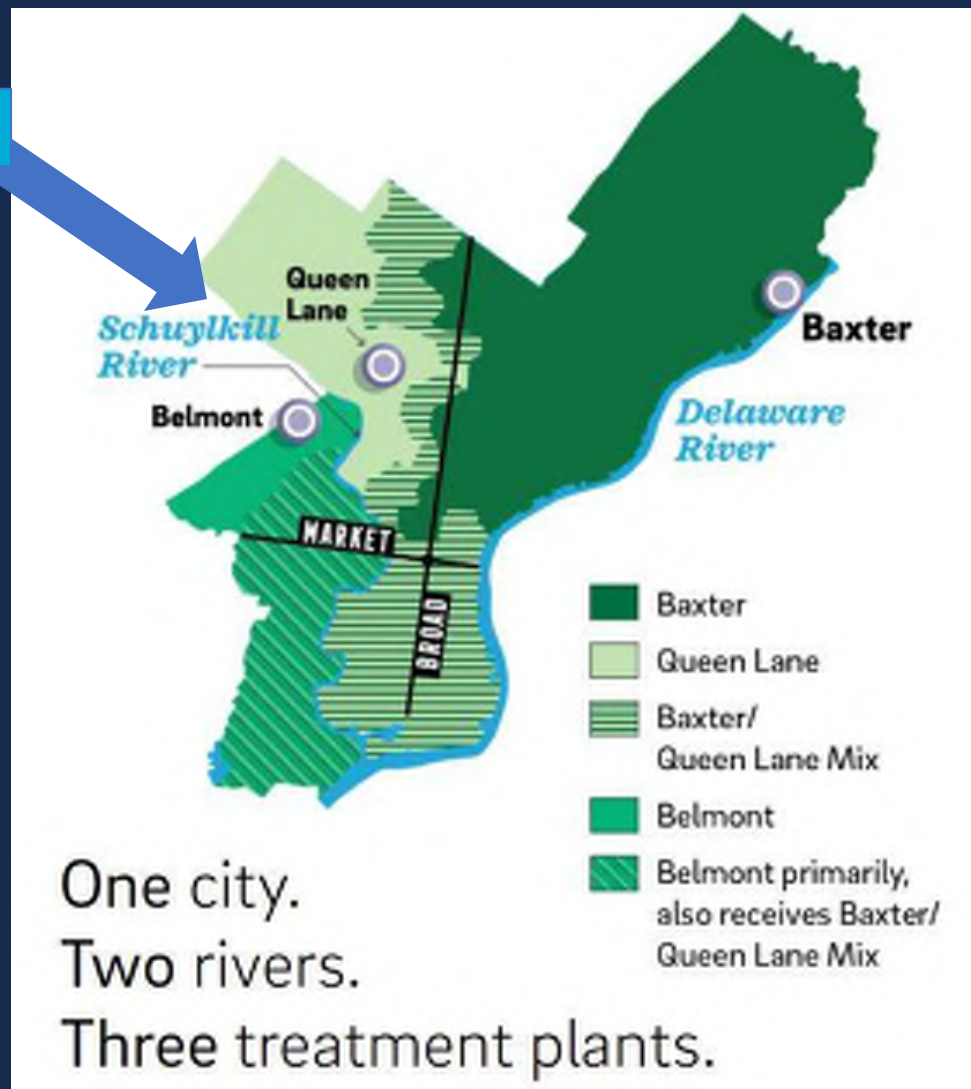 Queen
Lane
Schuylkill
River
Belmont
Baxter
Delaware
River
MARKET
BROAD
Baxter
Queen Lane
Baxter/
Queen Lane Mix
Belmont
Belmont primarily,
also receives Baxter/
Queen Lane Mix
One city.
Two rivers.
Three treatment plants.